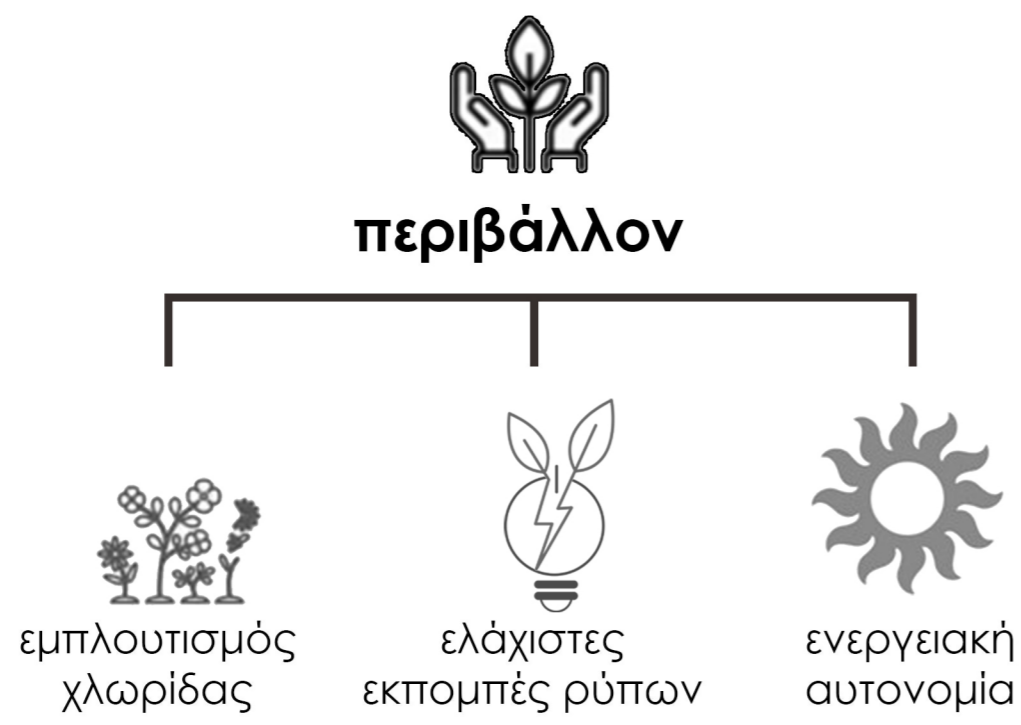 περιβάλλον
εμπλουτισμός
χλωρίδας
ελάχιστες
εκπομπές ρύπων
ενεργειακή
αυτονομία